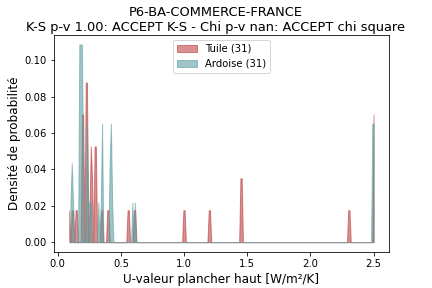 P6-BA-COMMERCE-FRANCE
K-S p-v 1.00: ACCEPT K-S - Chi p-v nan: ACCEPT chi square
Tuile (31)
Ardoise (31)
Densité de probabilité
0.10
0.08
0.06
0.04
0.02
0.00
0.0 0.5 1.0 1.5 2.0 2.5
U-valeur plancher haut [W/m²/K]